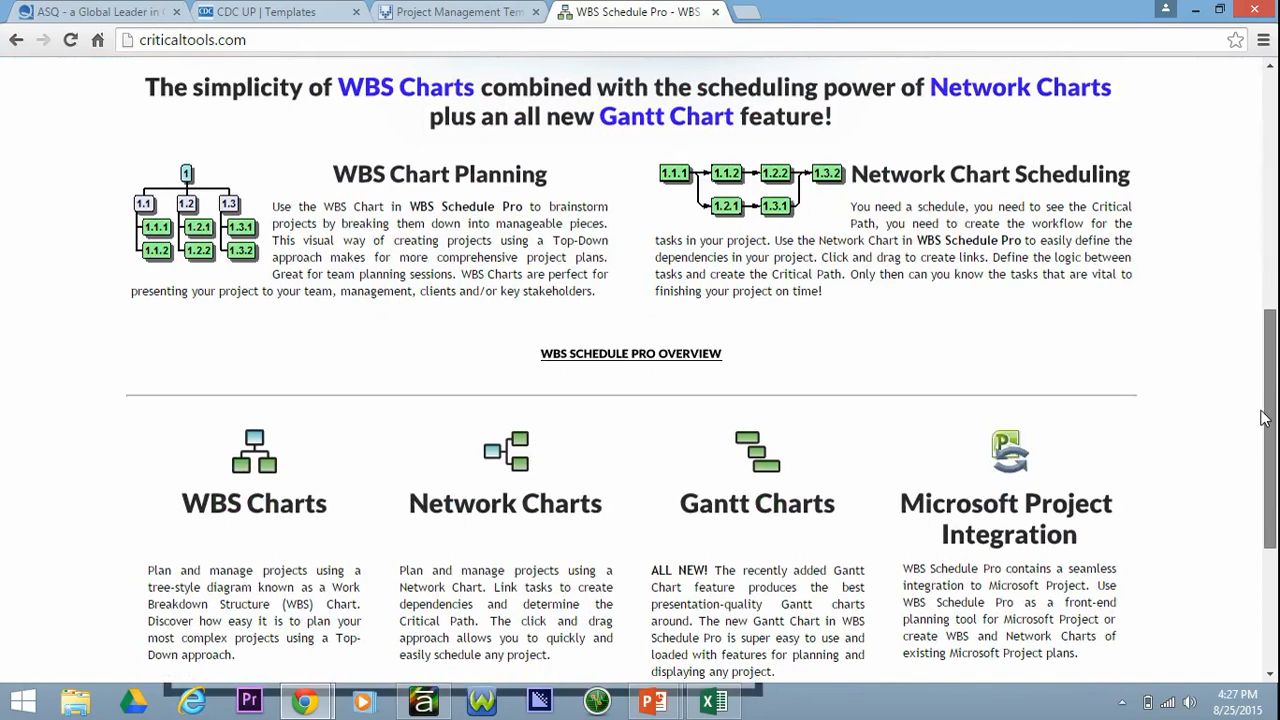 ASQ - a Global Leader in
CDC UP | Templates
Project Management Tem
WBS Schedule Pro - WBS
criticaltools.com
The simplicity of WBS Charts combined with the scheduling power of Network Charts
plus an all new Gantt Chart feature!
1
1.1 1.2 1.3
1.1.1 1.2.1 1.3.1
1.1.2 1.2.2 1.3.2
WBS Chart Planning
Use the WBS Chart in WBS Schedule Pro to brainstorm
projects by breaking them down into manageable pieces.
This visual way of creating projects using a Top-Down
approach makes for more comprehensive project plans.
Great for team planning sessions. WBS Charts are perfect for
presenting your project to your team, management, clients and/or key stakeholders.
1.1.1 1.1.2 1.2.2 1.3.2
1.2.1 1.3.1
Network Chart Scheduling
You need a schedule, you need to see the Critical
Path, you need to create the workflow for the
tasks in your project. Use the Network Chart in WBS Schedule Pro to easily define the
dependencies in your project. Click and drag to create links. Define the logic between
tasks and create the Critical Path. Only then can you know the tasks that are vital to
finishing your project on time!
WBS SCHEDULE PRO OVERVIEW
WBS Charts
Plan and manage projects using a
tree-style diagram known as a Work
Breakdown Structure (WBS) Chart.
Discover how easy it is to plan your
most complex projects using a Top-
Down approach.
Network Charts
Plan and manage projects using a
Network Chart. Link tasks to create
dependencies and determine the
Critical Path. The click and drag
approach allows you to quickly and
easily schedule any project.
Gantt Charts
ALL NEW! The recently added Gantt
Chart feature produces the best
presentation-quality Gantt charts
around. The new Gantt Chart in WBS
Schedule Pro is super easy to use and
loaded with features for planning and
displaying any project.
P
Microsoft Project
Integration
WBS Schedule Pro contains a seamless
integration to Microsoft Project. Use
WBS Schedule Pro as a front-end
planning tool for Microsoft Project or
create WBS and Network Charts of
existing Microsoft Project plans.
Pr
4:27 PM
8/25/2015